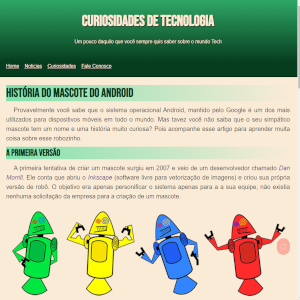 CURIOSIDADES DE TECNOLOGIA
Um pouco daquilo que você sempre quis saber sobre o mundo Tech
Home Notícias Curiosidades Fale Conosco
HISTÓRIA DO MASCOTE DO ANDROID
Provavelmente você sabe que o sistema operacional Android, mantido pelo Google é um dos mais
utilizados para dispositivos móveis em todo o mundo. Mas tavez você não saiba que o seu simpático
mascote tem um nome e uma história muito curiosa? Pois acompanhe esse artigo para aprender muita
coisa sobre esse robozinho.
A PRIMEIRA VERSÃO
A primeira tentativa de criar um mascote surgiu em 2007 e veio de um desenvolvedor chamado Dan
Morrill. Ele conta que abriu o Inkscape (software livre para vetorização de imagens) e criou sua própria
versão de robô. O objetivo era apenas personificar o sistema apenas para a a sua equipe, não existia
nenhuma solicitação da empresa para a criação de um mascote.